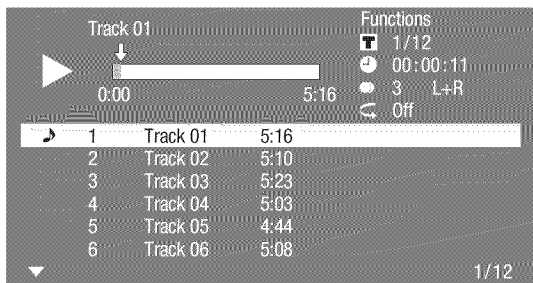 Track 01
Functions
T 1/12
00:00:11
0:00 5:16
3 L+R
Off
1 Track 01 5:16
2 Track 02 5:10
3 Track 03 5:23
4 Track 04 5:03
5 Track 05 4:44
6 Track 06 5:08
1/12